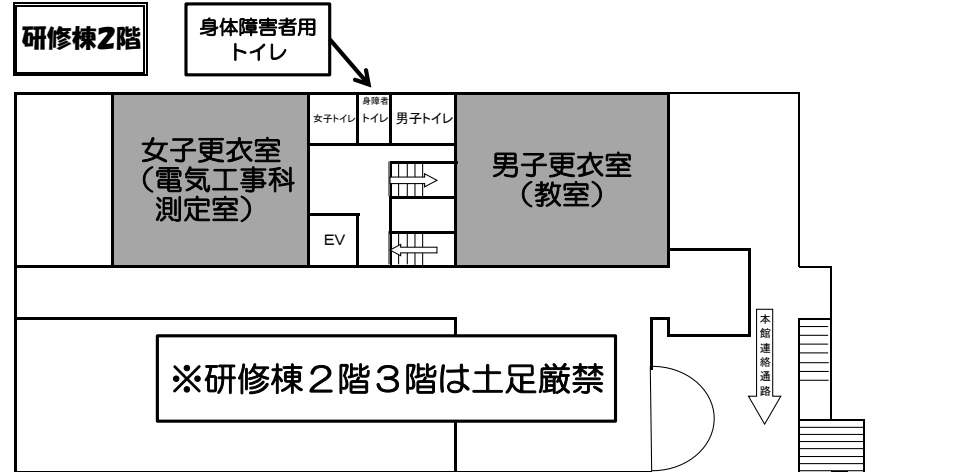 研修棟2階
身体障害者用
トイレ
女子トイレ
身障者
トイレ
男子トイレ
女子更衣室
（電気工事科
測定室）
男子更衣室
（教室）
EV
本館連絡通路
※研修棟２階３階は土足厳禁